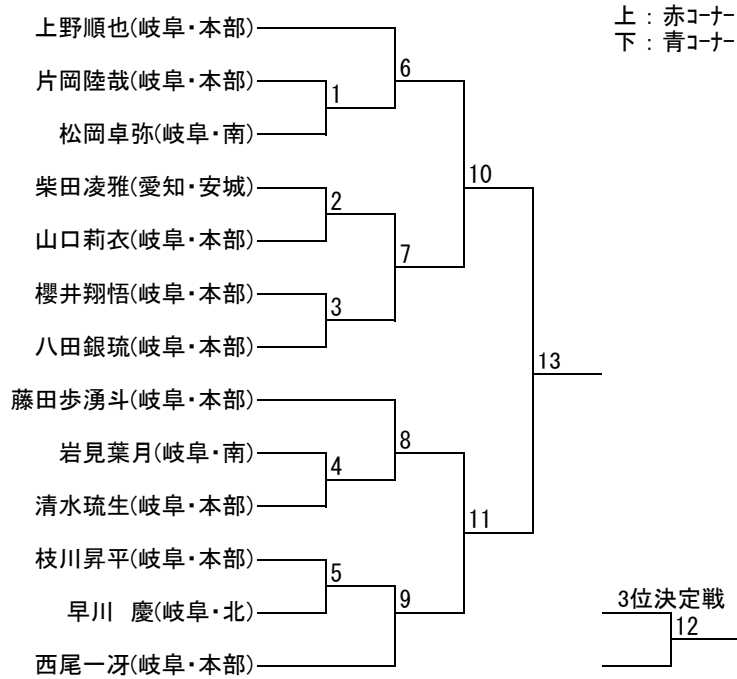 上 : 赤ｺｰﾅｰ
下 : 青ｺｰﾅｰ
上野順也(岐阜・本部)
6
片岡陸哉(岐阜・本部)
1
松岡卓弥(岐阜・南)
10
柴田凌雅(愛知・安城)
2
山口莉衣(岐阜・本部)
7
櫻井翔悟(岐阜・本部)
3
八田銀琉(岐阜・本部)
13
藤田歩湧斗(岐阜・本部)
8
岩見葉月(岐阜・南)
4
清水琉生(岐阜・本部)
11
枝川昇平(岐阜・本部)
5
9
早川　慶(岐阜・北)
3位決定戦
12
西尾一冴(岐阜・本部)